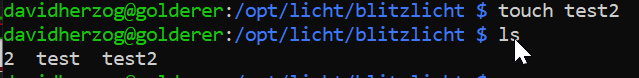 davidherzog@golderer:/opt/licht/blitzlicht $ touch test2
davidherzog@golderer:/opt/licht/blitzlicht $ ls
2  test  test2